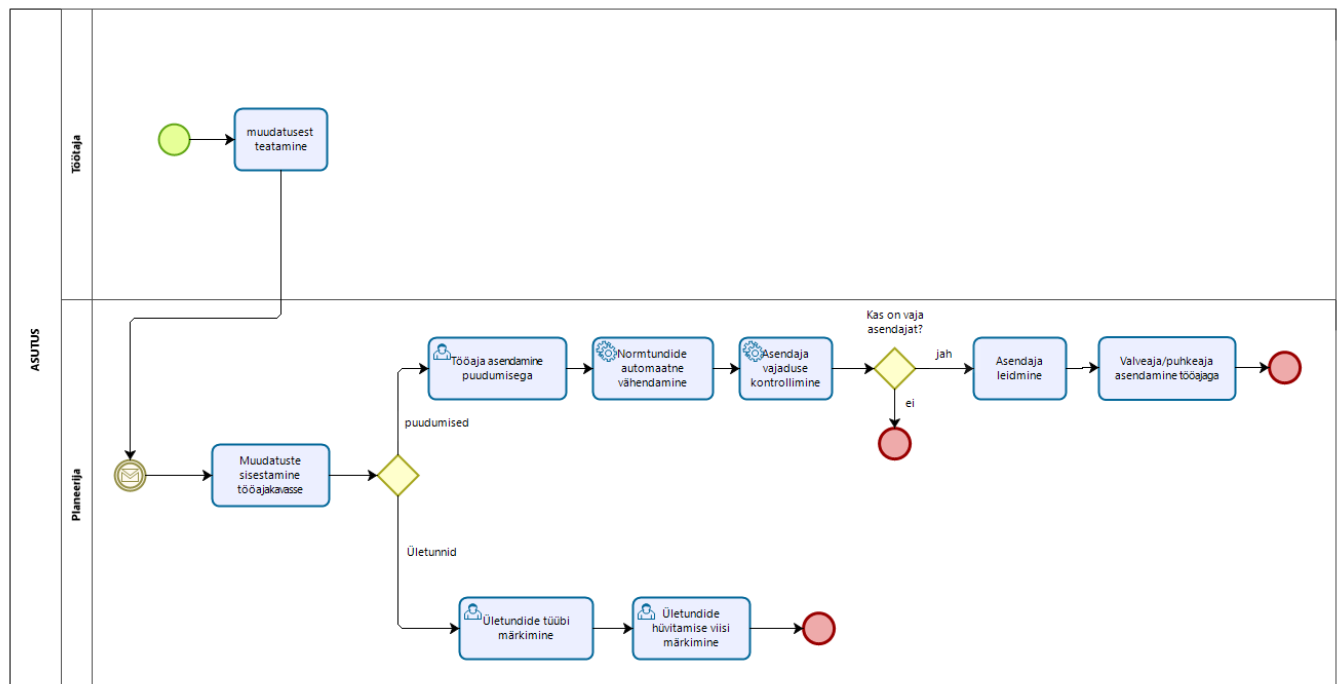 ASUTUS
Töötaja
muudatusest
teatamine
Planeerija
Muudatuste
sisestamine
tööajakavasse
puudumised
Tööaja asendamine
puudumisega
Normtundide
automaatne
vähendamine
Asendaja
vajaduse
kontrollimine
Kas on vaja
asendajat?
jah
ei
Asendaja
leidmine
Valveaja/puhkeaja
asendamine tööajaga
Ületunnid
Ületundide tüübi
märkimine
Ületundide
hüvitamise viisi
märkimine